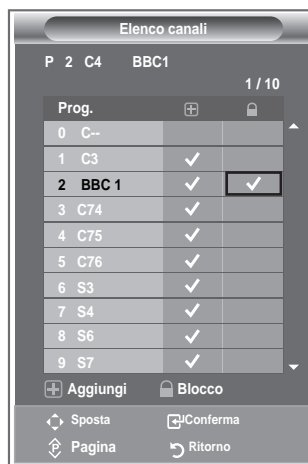 Elenco canali
P 2 C4 BBC1
1 / 10
Prog.
0 C--
1 C3
2 BBC 1
3 C74
4 C75
5 C76
6 S3
7 S4
8 S6
9 S7
Aggiungi Blocco
Sposta Conferma
Pagina Ritorno